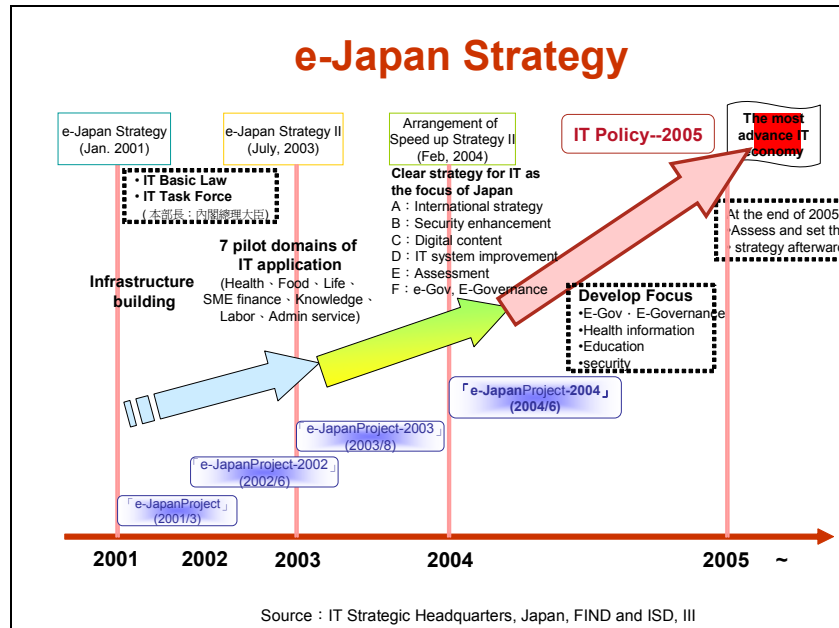 e-Japan Strategy
e-Japan Strategy
(Jan. 2001)
e-Japan Strategy II
(July, 2003)
Arrangement of
Speed up Strategy II
(Feb, 2004)
IT Policy--2005
The most
advance IT
economy
• IT Basic Law
• IT Task Force
( 本部長：內閣總理大臣 )
Clear strategy for IT as
the focus of Japan
A：International strategy
B：Security enhancement
C：Digital content
D：IT system improvement
E：Assessment
F：e-Gov, E-Governance
At the end of 2005
•Assess and set th
• strategy afterward
7 pilot domains of
IT application
(Health、Food、Life、
SME finance、Knowledge、
Labor、Admin service)
Infrastructure
building
Develop Focus
•E-Gov．E-Governance
•Health information
•Education
•security
「e-JapanProject-2004」
(2004/6)
「e-JapanProject-2003」
(2003/8)
「e-JapanProject-2002」
(2002/6)
「e-JapanProject」
(2001/3)
2001 2002 2003 2004 2005 ~
Source：IT Strategic Headquarters, Japan, FIND and ISD, III